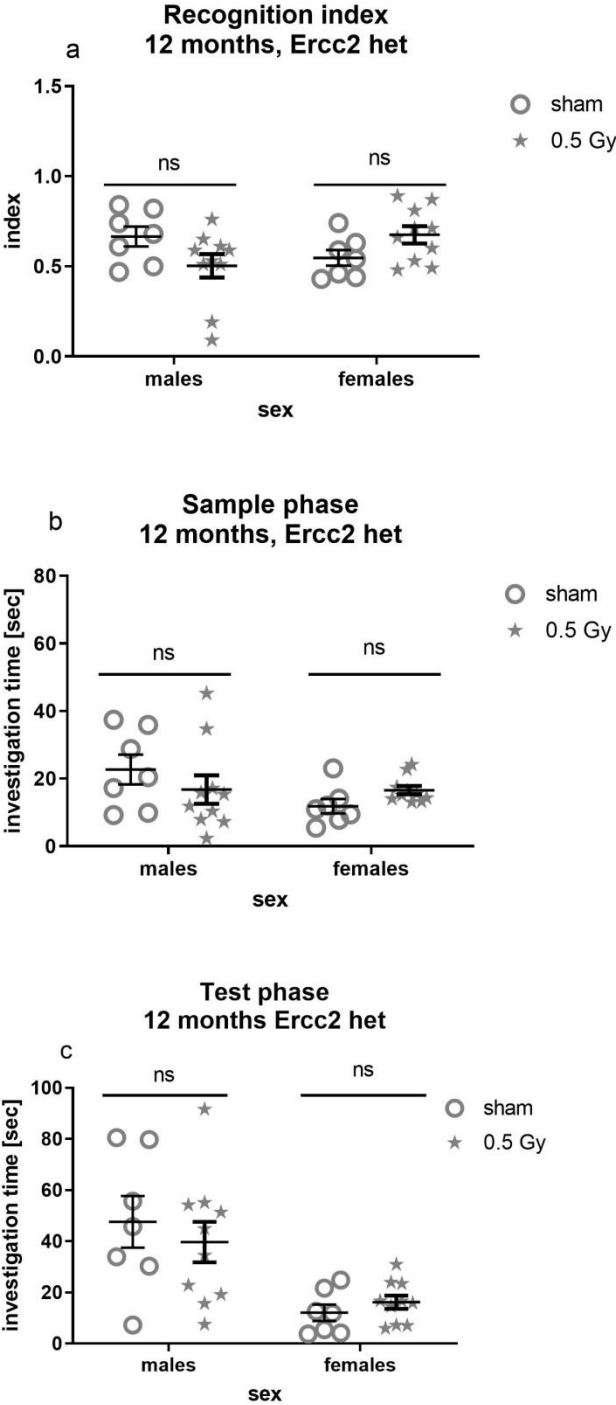 Recognition index
12 months, Ercc2 het
a
1.5
sham
0.5 Gy
ns
ns
1.0
index
0.5
0.0
males
females
sex
Sample phase
12 months, Ercc2 het
b
80
sham
0.5 Gy
ns
ns
60
investigation time [sec]
40
20
0
males
females
sex
Test phase
12 months Ercc2 het
c
ns
ns
100
sham
0.5 Gy
80
investigation time [sec]
60
40
20
0
males
females
sex